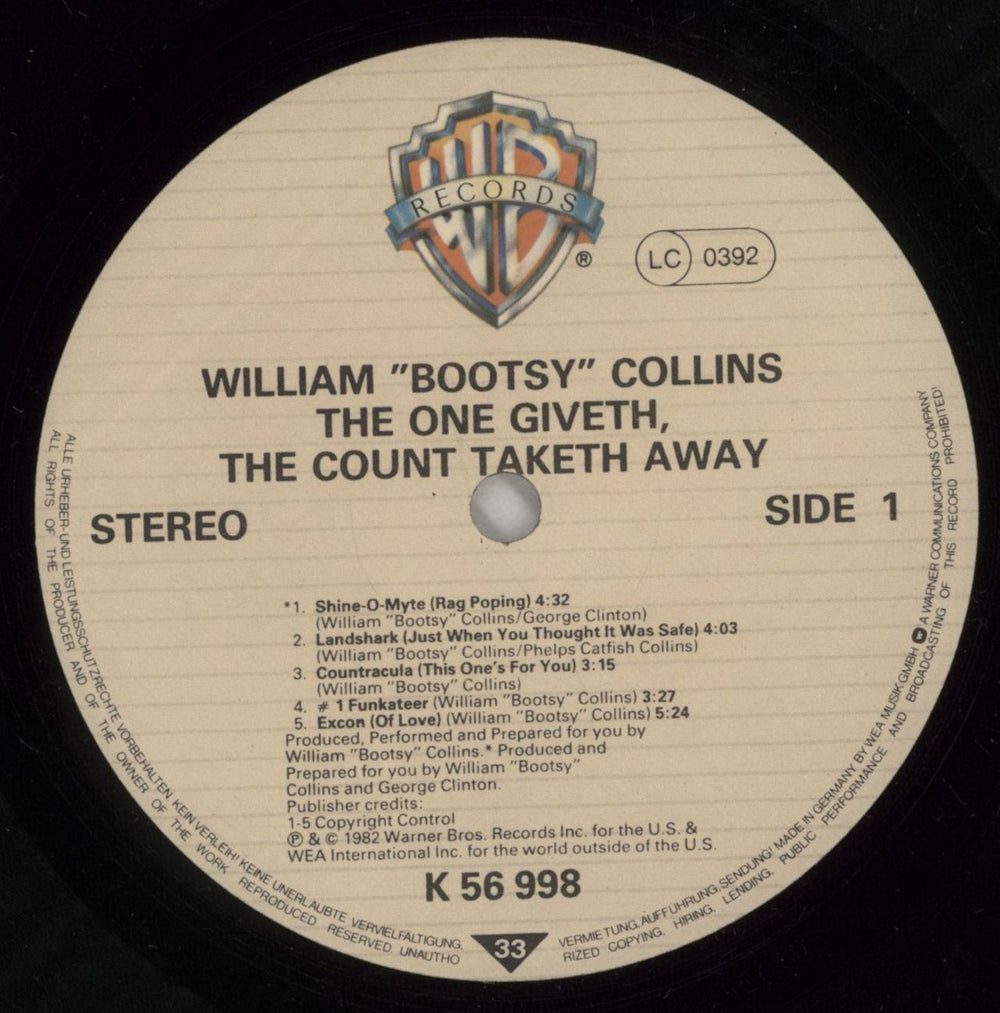 WB
RECORDS
®
LC 0392
WILLIAM "BOOTSY" COLLINS
THE ONE GIVETH,
THE COUNT TAKETH AWAY
STEREO
SIDE 1
*1. Shine-O-Myte (Rag Poping) 4:32
(William "Bootsy" Collins/George Clinton)
2. Landshark (Just When You Thought It Was Safe) 4:03
(William "Bootsy" Collins/Phelps Catfish Collins)
3. Countracula (This One's For You) 3:15
(William "Bootsy" Collins)
4. # 1 Funkateer (William "Bootsy" Collins) 3:27
5. Excon (Of Love) (William "Bootsy" Collins) 5:24
Produced, Performed and Prepared for you by
William "Bootsy" Collins.* Produced and
Prepared for you by William "Bootsy"
Collins and George Clinton.
Publisher credits:
1-5 Copyright Control
℗ & © 1982 Warner Bros. Records Inc. for the U.S. &
WEA International Inc. for the world outside of the U.S.
K 56 998
33
ALLE URHEBER- UND LEISTUNGSSCHUTZRECHTE VORBEHALTEN. KEIN VERLEIH! KEINE UNERLAUBTE VERVIELFÄLTIGUNG, VERMIETUNG, AUFFÜHRUNG, SENDUNG! MADE IN GERMANY BY WEA MUSIK GMBH A WARNER COMMUNICATIONS COMPANY
ALL RIGHTS OF THE PRODUCER AND OF THE OWNER OF THE WORK REPRODUCED RESERVED UNAUTHORIZED COPYING. HIRING. LENDING. PUBLIC PERFORMANCE AND BROADCASTING OF THIS RECORD PROHIBITED!